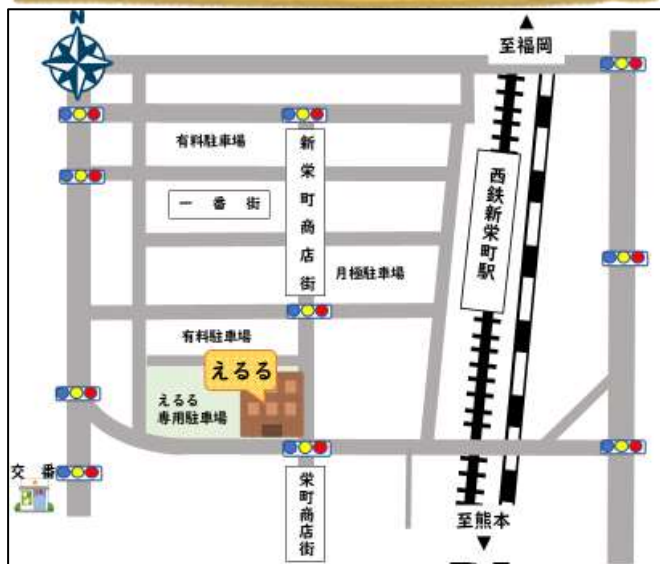 N
▲
至福岡
有料駐車場
新栄町商店街
一番街
西鉄新栄町駅
月極駐車場
有料駐車場
えるる
えるる
専用駐車場
交番
栄町商店街
至熊本
▼